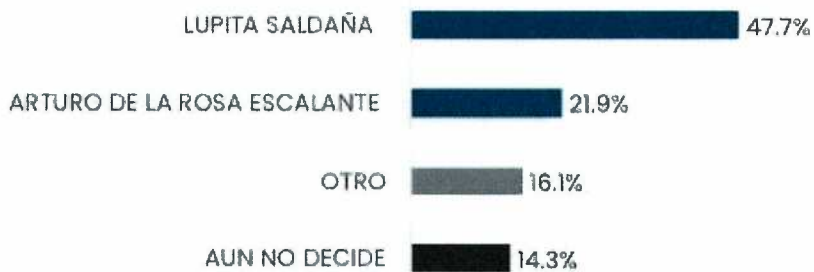 LUPITA SALDAÑA 47.7%
ARTURO DE LA ROSA ESCALANTE 21.9%
OTRO 16.1%
AUN NO DECIDE 14.3%